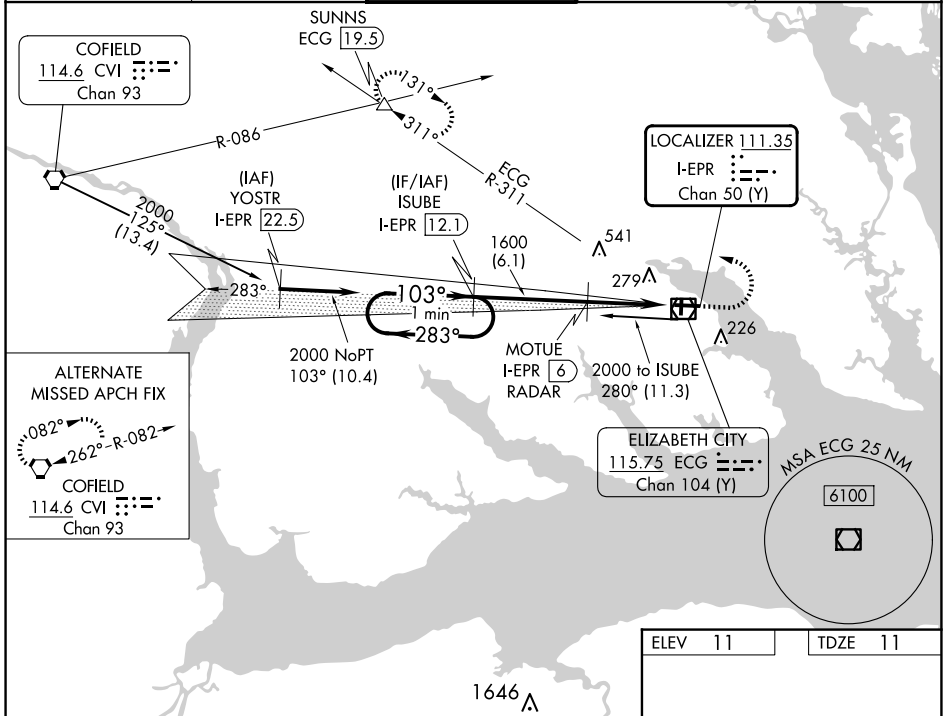 SUNNS
ECG 19.5
COFIELD
114.6 CVI
Chan 93
131°
311°
R-086
ECG
R-311
LOCALIZER 111.35
I-EPR
Chan 50 (Y)
(IAF)
YOSTR
I-EPR 22.5
(IF/IAF)
ISUBE
I-EPR 12.1
2000
125°
(13.4)
1600
(6.1)
541
279
283°
103°
1 min
283°
226
2000 NoPT
103° (10.4)
MOTUE
I-EPR 6
RADAR
2000 to ISUBE
280° (11.3)
ALTERNATE
MISSED APCH FIX
082°
262°
R-082
COFIELD
114.6 CVI
Chan 93
ELIZABETH CITY
115.75 ECG
Chan 104 (Y)
MSA ECG 25 NM
6100
ELEV 11
TDZE 11
1646